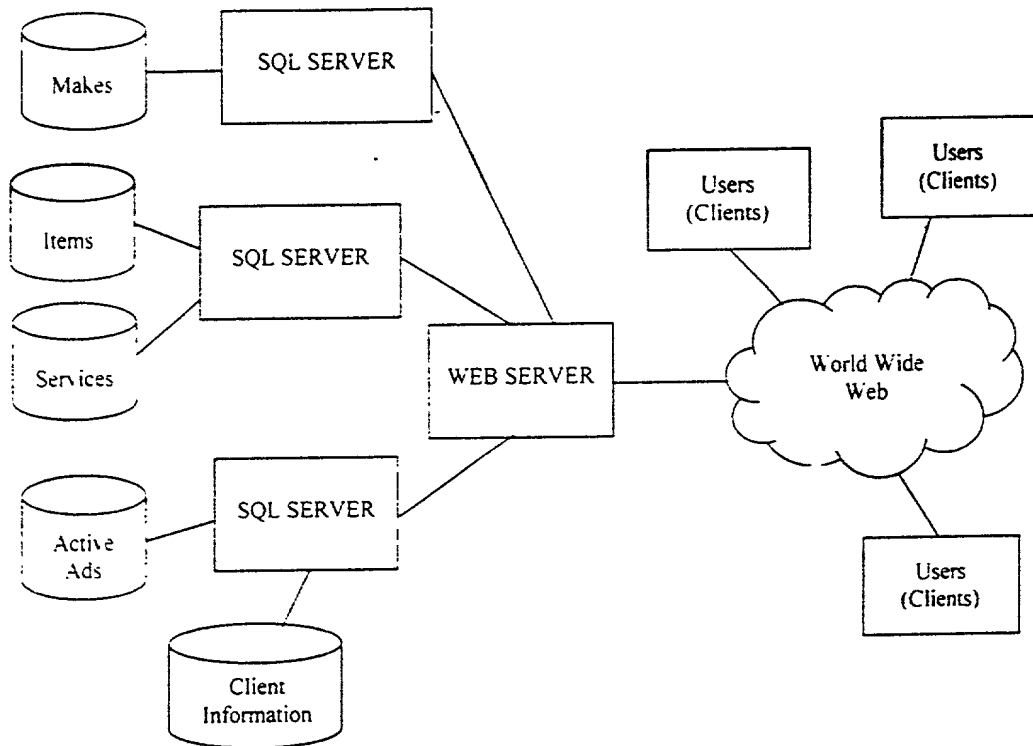 Makes
SQL SERVER
Items
SQL SERVER
Services
Active
Ads
SQL SERVER
Client
Information
WEB SERVER
World Wide
Web
Users
(Clients)
Users
(Clients)
Users
(Clients)